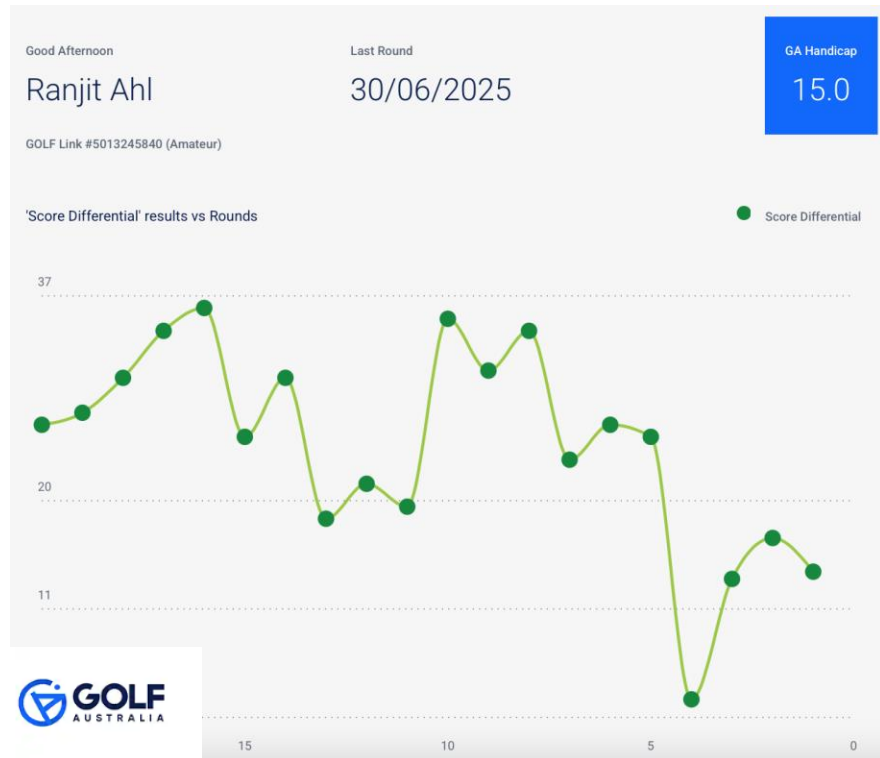 Good Afternoon
Ranjit Ahl
GOLF Link #5013245840 (Amateur)
Last Round
30/06/2025
GA Handicap
15.0
'Score Differential' results vs Rounds
Score Differential
37
20
11
15
10
5
0
GOLF
AUSTRALIA